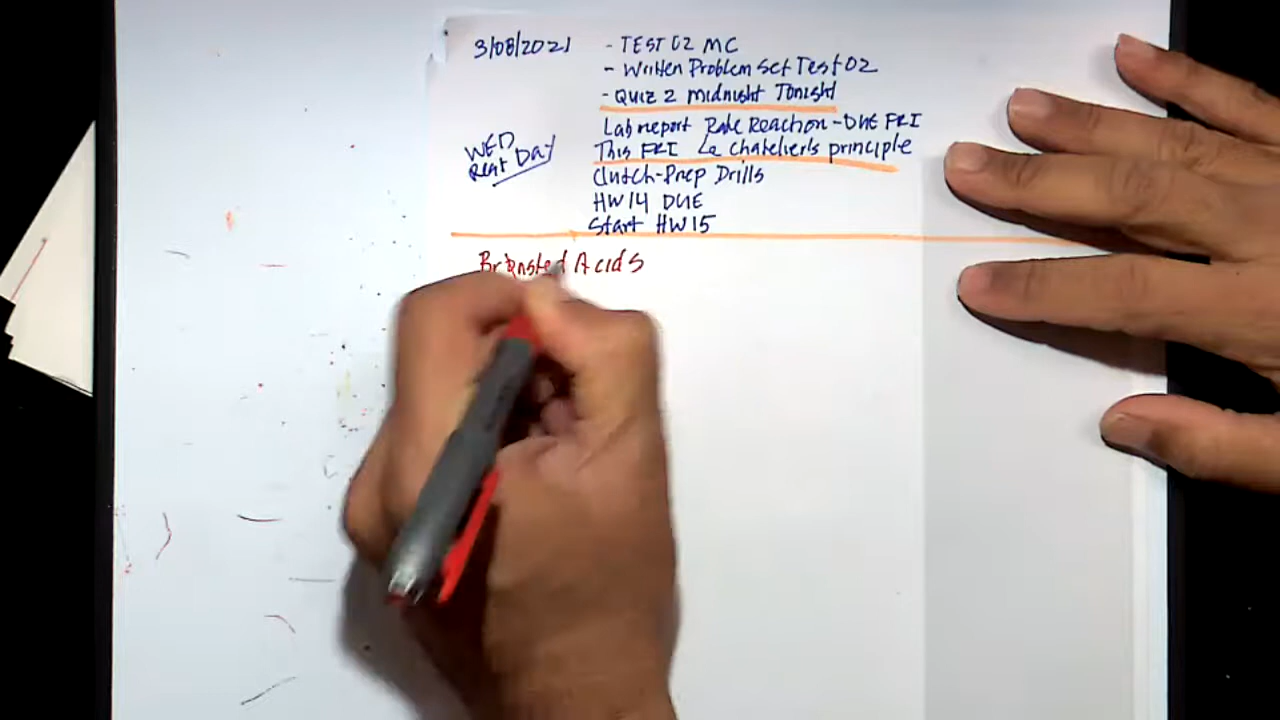 3/08/2021
- TEST 02 MC
- Written Problem Set Test 02
- Quiz 2 Midnight Tonight
Lab report Rate Reaction - DUE FRI
This FRI Le Chatelier's principle
WED
Rest Day
Clutch-Prep Drills
HW14 DUE
Start HW15
Brønsted Acids